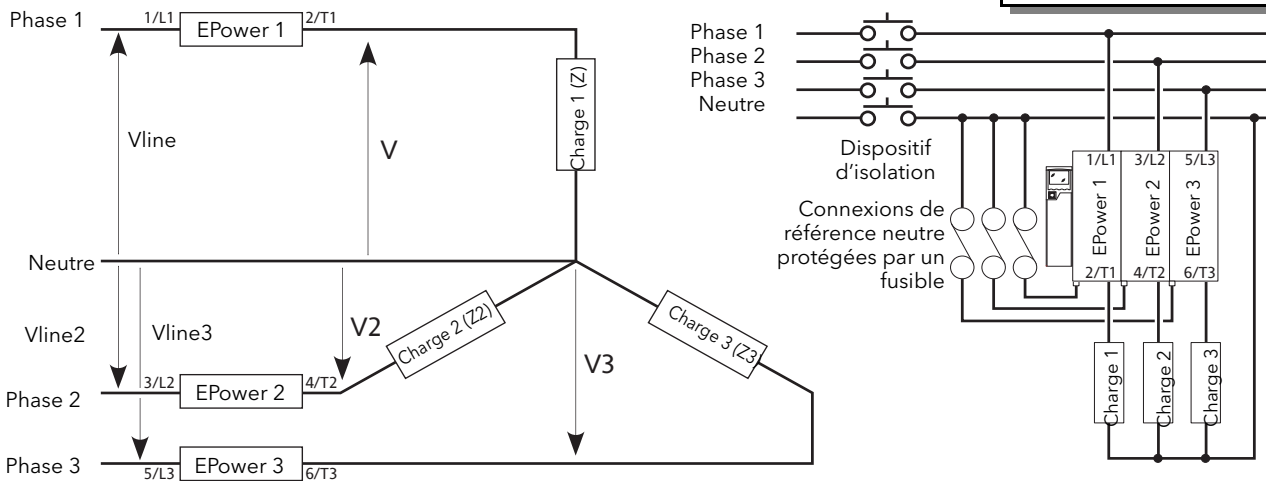 Phase 1
1/L1
EPower 1
2/T1
Charge 1 (Z)
Vline
V
Neutre
Vline2
Vline3
V2
Charge 2 (Z2)
V3
Charge 3 (Z3
Phase 2
3/L2
EPower 2
4/T2
Phase 3
5/L3
EPower 3
6/T3
Phase 1
Phase 2
Phase 3
Neutre
Dispositif
d'isolation
Connexions de
référence neutre
protégées par un
fusible
1/L1
3/L2
5/L3
EPower 1
EPower 2
EPower 3
2/T1
4/T2
6/T3
Charge 1
Charge 2
Charge 3